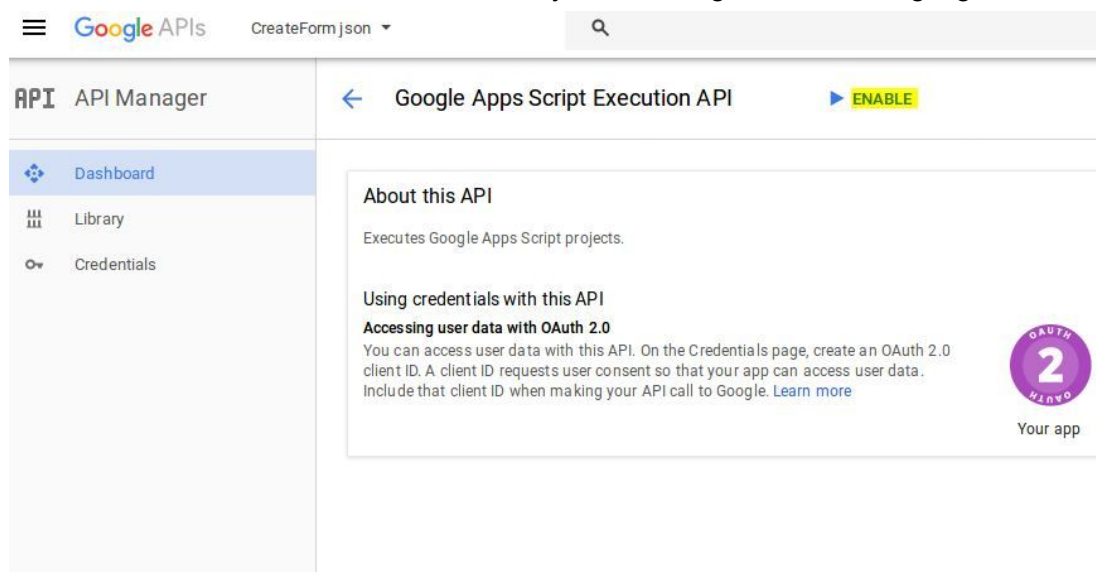 Google APIs CreateFormjson
API API Manager
Google Apps Script Execution API ENABLE
Dashboard
Library
Credentials
About this API
Executes Google Apps Script projects.
Using credentials with this API
Accessing user data with OAuth 2.0
You can access user data with this API. On the Credentials page, create an OAuth 2.0
client ID. A client ID requests user consent so that your app can access user data.
Include that client ID when making your API call to Google. Learn more
OAUTH
2
OAUTH
Your app